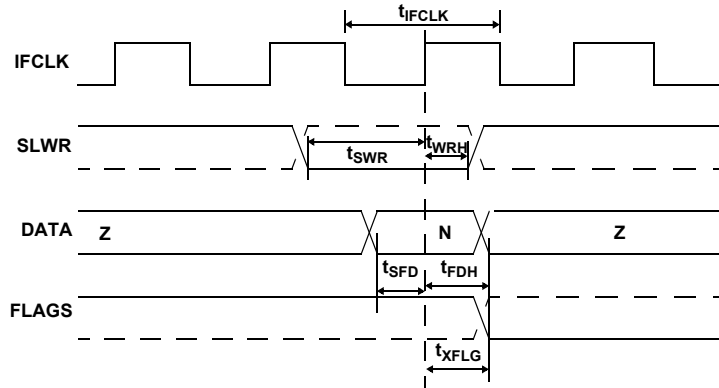 tIFCLK
IFCLK
SLWR
tSWR
tWRH
DATA
Z
N
Z
tSFD
tFDH
FLAGS
tXFLG